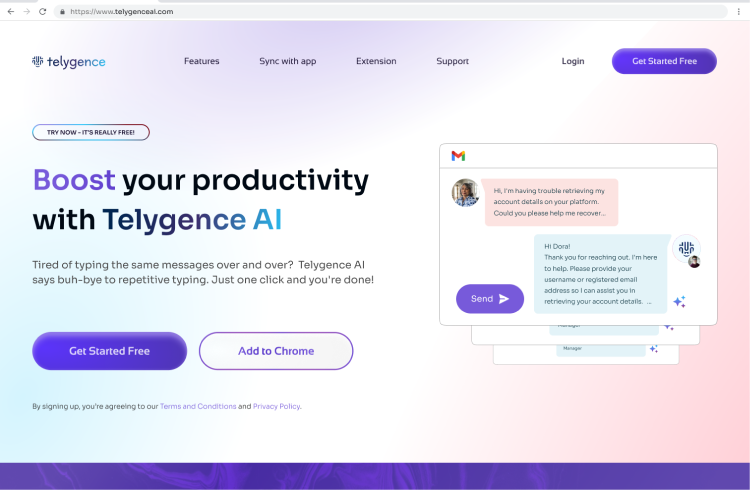 https://www.telygenceai.com
telygence
Features
Sync with app
Extension
Support
Login
Get Started Free
TRY NOW - IT'S REALLY FREE!
Boost your productivity
with Telygence AI
Tired of typing the same messages over and over? Telygence AI
says buh-bye to repetitive typing. Just one click and you're done!
Get Started Free
Add to Chrome
By signing up, you're agreeing to our Terms and Conditions and Privacy Policy.
Hi, I'm having trouble retrieving my
account details on your platform.
Could you please help me recover...
Hi Dora!
Thank you for reaching out. I'm here
to help. Please provide your
username or registered email
address so I can assist you in
retrieving your account details. ...
Send
Manager
Manager